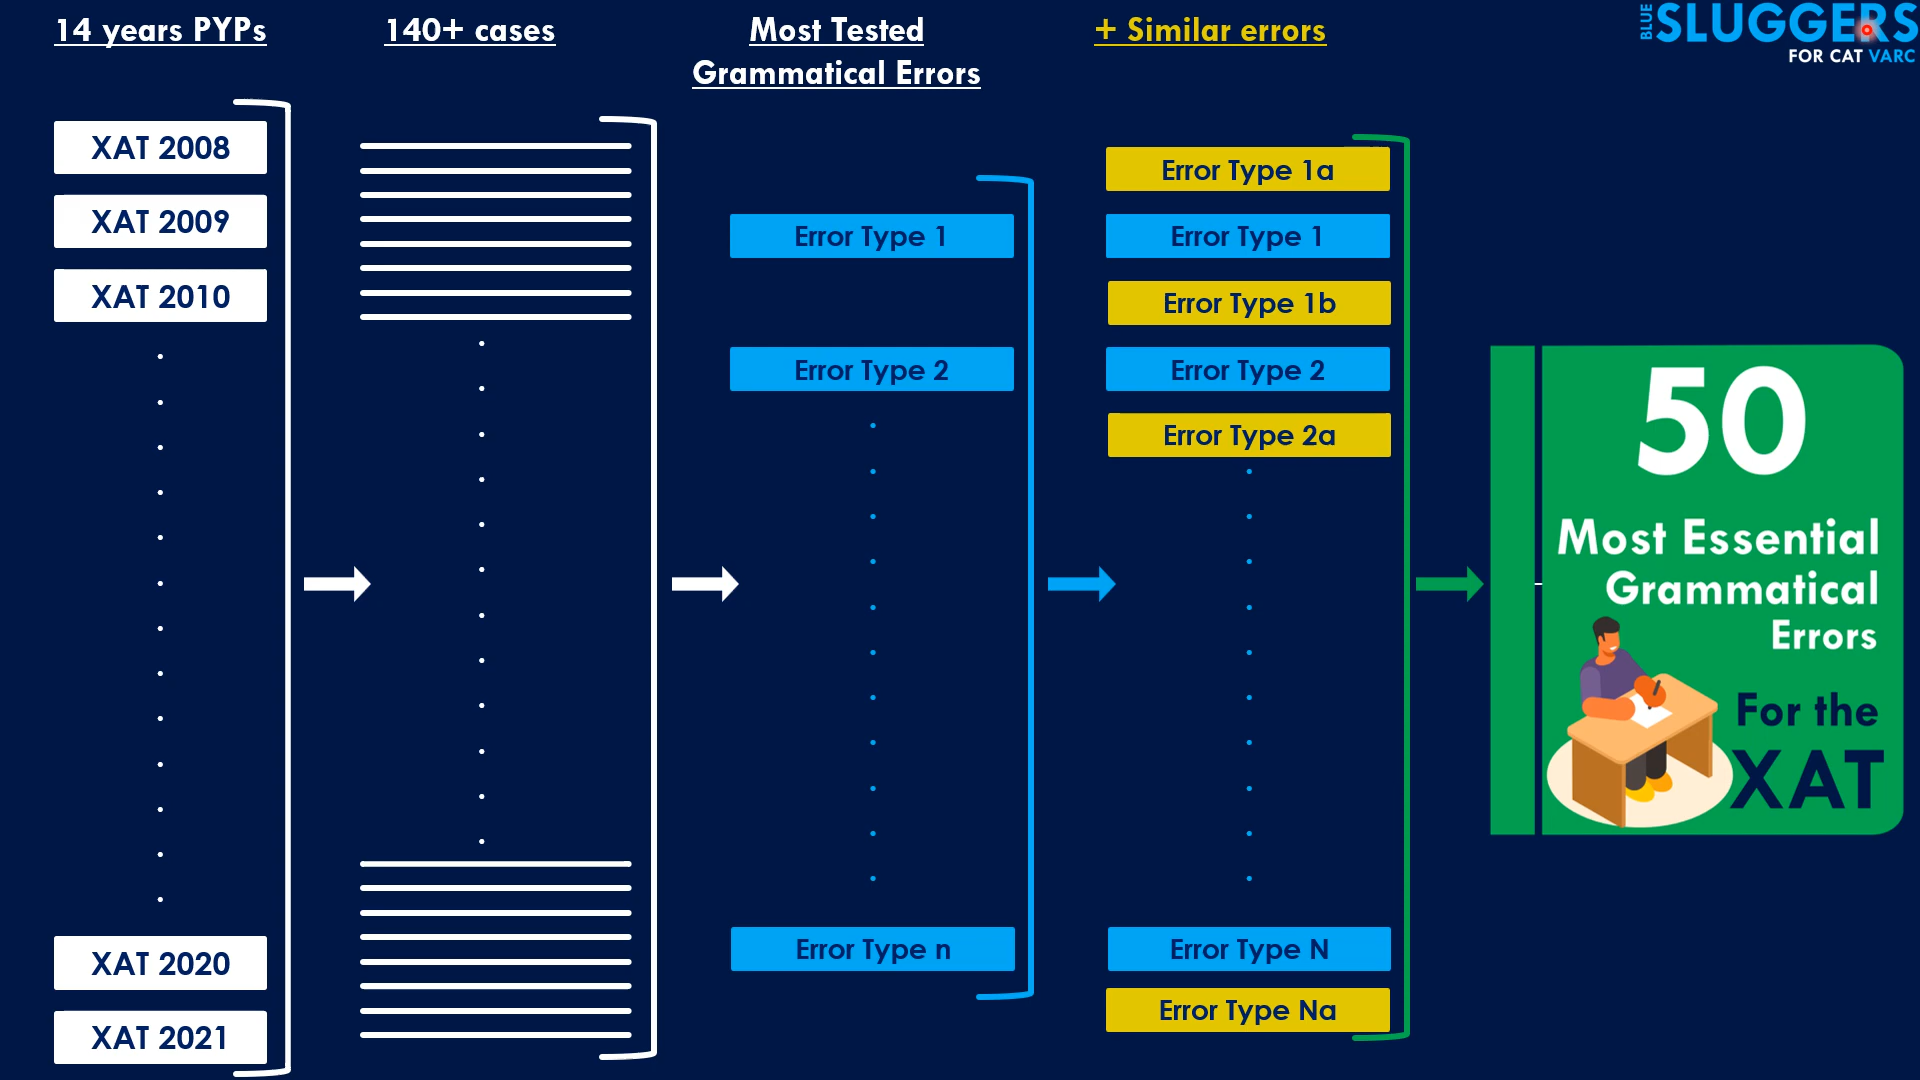 14 years PYPs
XAT 2008
XAT 2009
XAT 2010
XAT 2020
XAT 2021
140+ cases
Most Tested
Grammatical Errors
Error Type 1
Error Type 2
Error Type n
+ Similar errors
Error Type 1a
Error Type 1
Error Type 1b
Error Type 2
Error Type 2a
Error Type N
Error Type Na
BLUE
SLUGGERS
FOR CAT VARC
50
Most Essential
Grammatical
Errors
For the
XAT